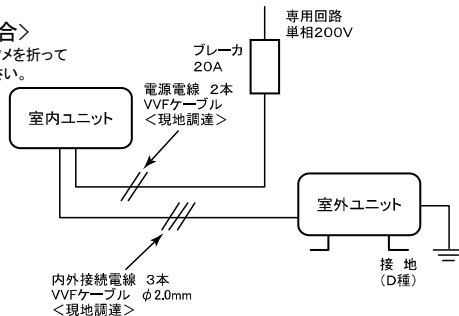 合＞
ツメを折って
さい。
専用回路
単相200V
ブレーカ
20A
電源電線 2本
VVFケーブル
＜現地調達＞
室内ユニット
室外ユニット
接 地
（D種）
内外接続電線 3本
VVFケーブル φ2.0mm
＜現地調達＞